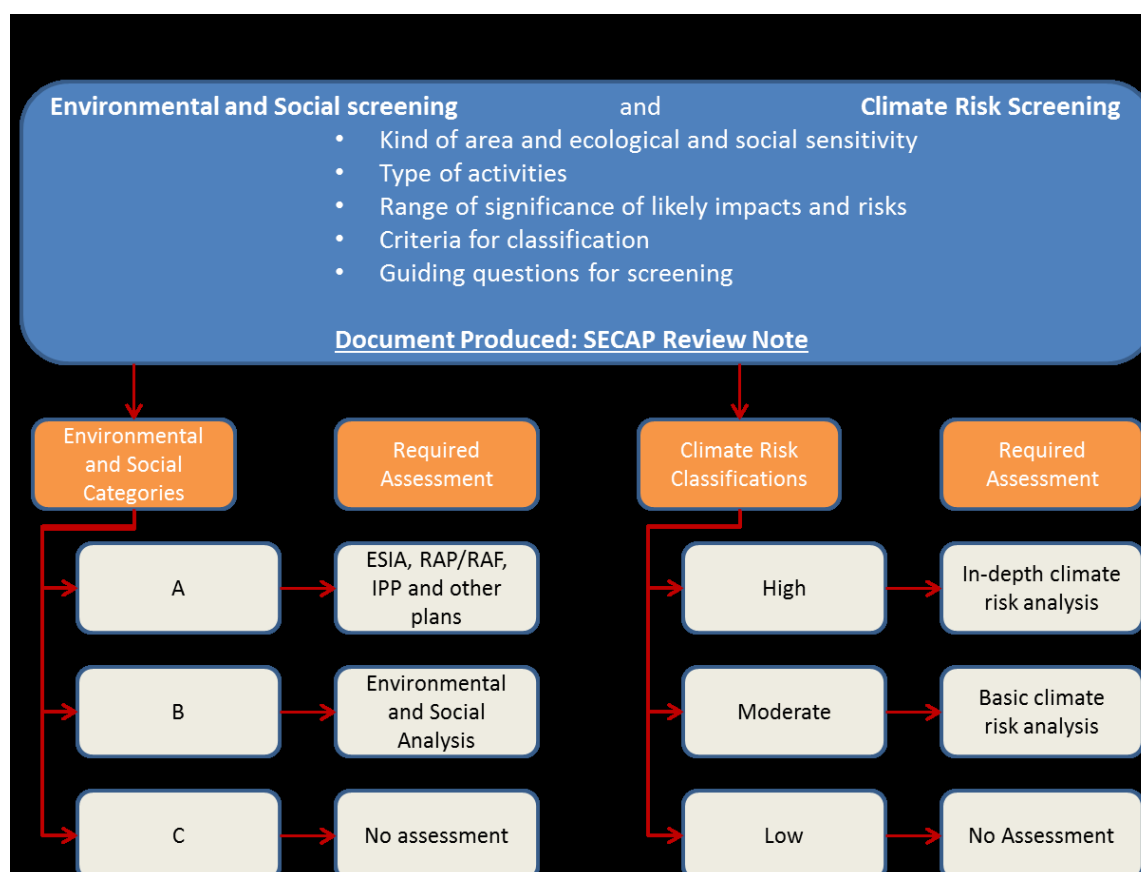 Environmental and Social screening and Climate Risk Screening
• Kind of area and ecological and social sensitivity
• Type of activities
• Range of significance of likely impacts and risks
• Criteria for classification
• Guiding questions for screening
Document Produced: SECAP Review Note
Environmental
and Social
Categories
Required
Assessment
Climate Risk
Classifications
Required
Assessment
A
ESIA, RAP/RAF,
IPP and other
plans
High
In-depth climate
risk analysis
B
Environmental
and Social
Analysis
Moderate
Basic climate
risk analysis
C
No assessment
Low
No Assessment